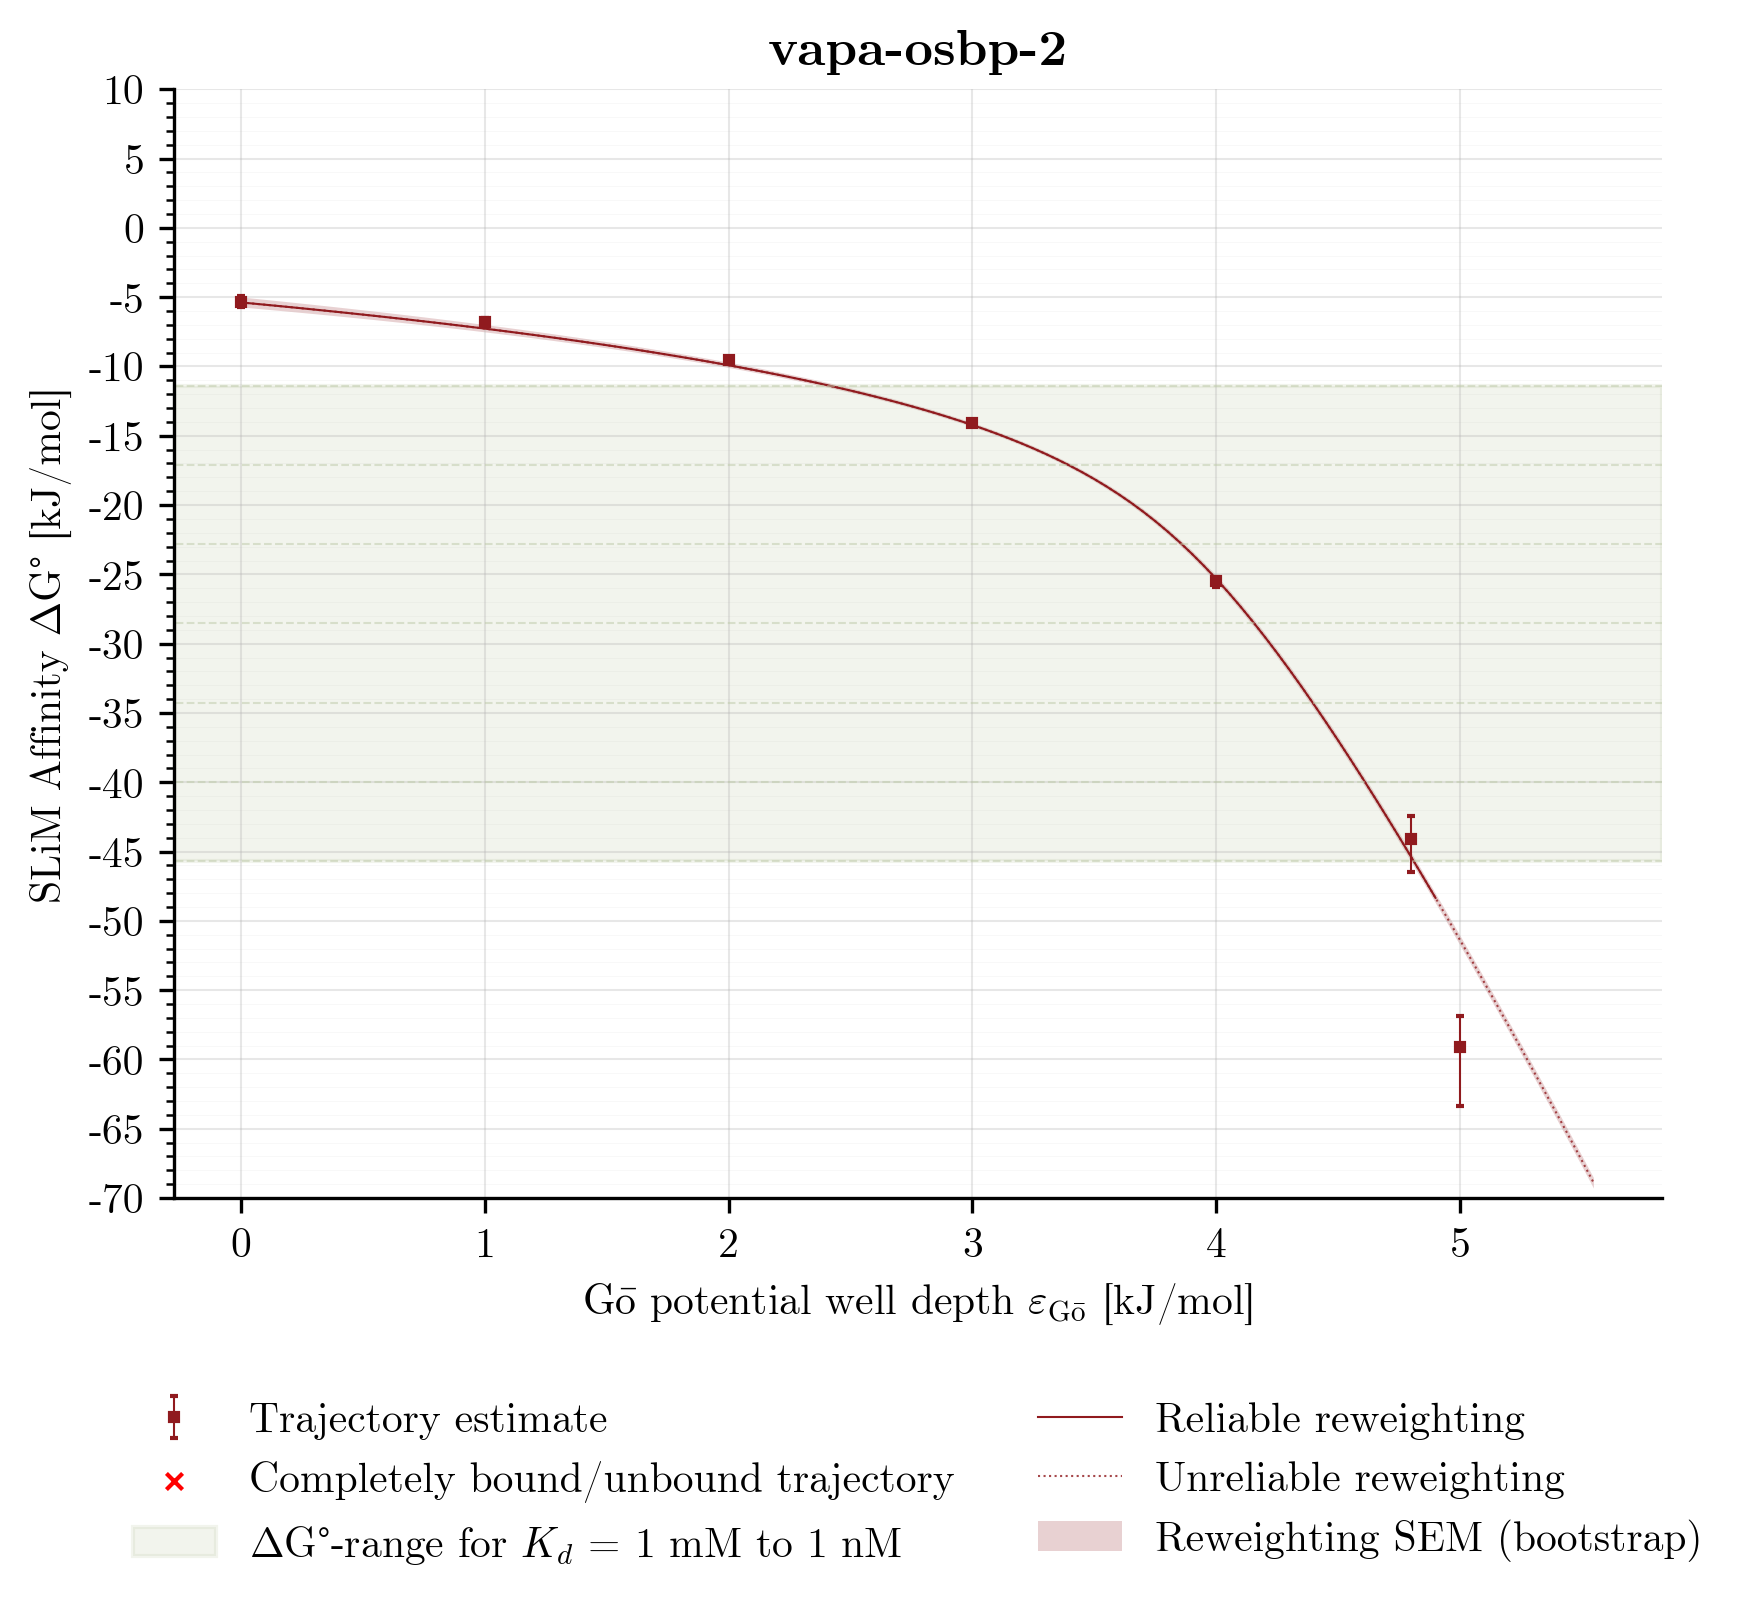 vapa-osbp-2
10
5
0
-5
-10
-15
-20
-25
-30
-35
-40
-45
-50
-55
-60
-65
-70
SLiM Affinity ΔG° [kJ/mol]
0 1 2 3 4 5
Gō potential well depth εGō [kJ/mol]
Trajectory estimate
Completely bound/unbound trajectory
ΔG°-range for Kd = 1 mM to 1 nM
Reliable reweighting
Unreliable reweighting
Reweighting SEM (bootstrap)